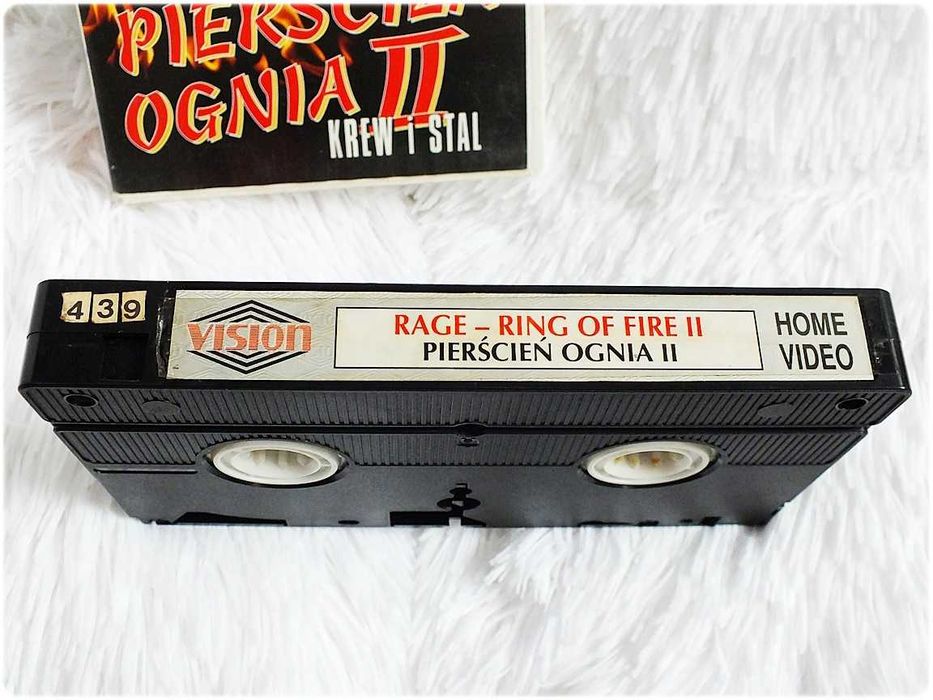 PIERŚCIEŃ
OGNIA II
KREW i STAL
439
VISION
RAGE – RING OF FIRE II
PIERŚCIEŃ OGNIA II
HOME
VIDEO